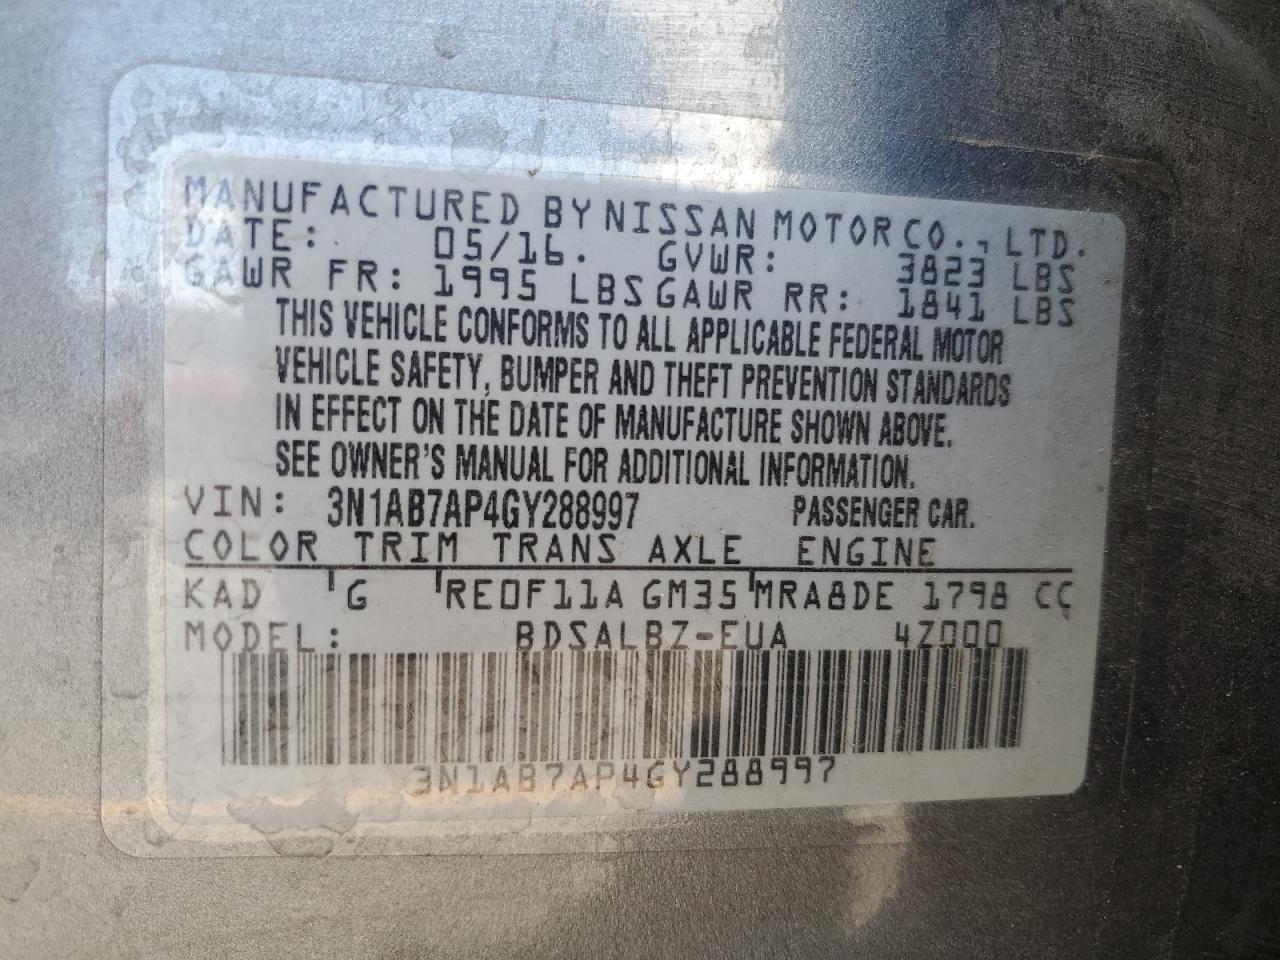 MANUFACTURED BY NISSAN MOTOR CO., LTD.
DATE: 05/16. GVWR: 3823 LBS
GAWR FR: 1995 LBS GAWR RR: 1841 LBS
THIS VEHICLE CONFORMS TO ALL APPLICABLE FEDERAL MOTOR
VEHICLE SAFETY, BUMPER AND THEFT PREVENTION STANDARDS
IN EFFECT ON THE DATE OF MANUFACTURE SHOWN ABOVE.
SEE OWNER'S MANUAL FOR ADDITIONAL INFORMATION.
VIN: 3N1AB7AP4GY288997 PASSENGER CAR.
COLOR TRIM TRANS AXLE ENGINE
KAD G RE0F11A GM35 MRA8DE 1798 CC
MODEL: BDSALBZ-EUA 4Z000
3N1AB7AP4GY288997